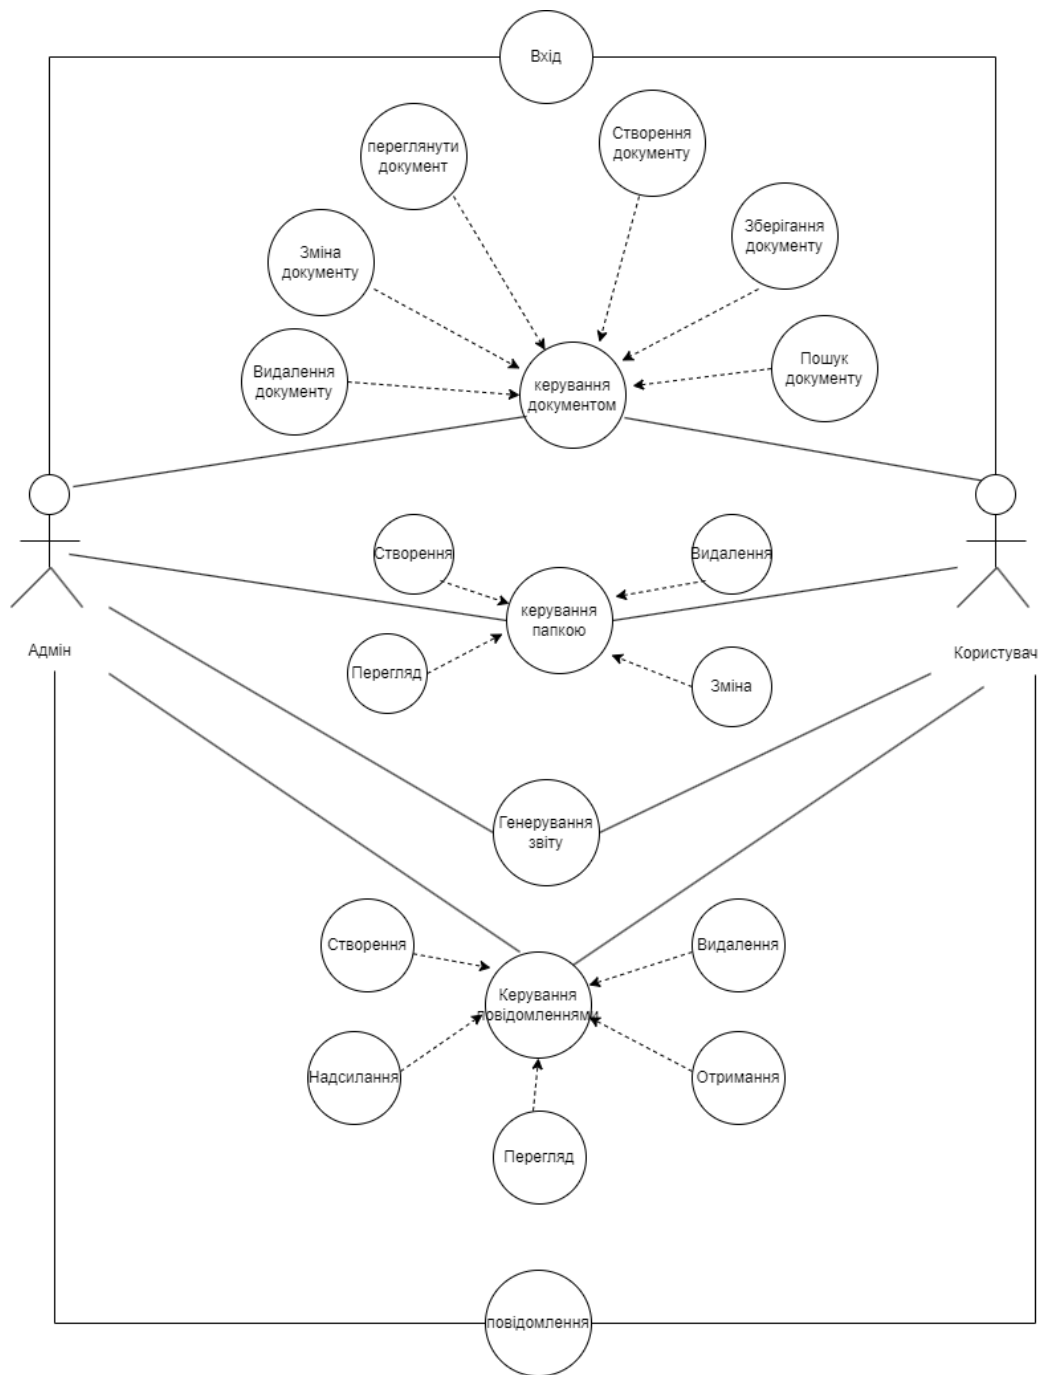 Вхід
переглянути
документ
Створення
документу
Зберігання
документу
Зміна
документу
Видалення
документу
Пошук
документу
керування
документом
Створення
Видалення
керування
папкою
Адмін
Користувач
Перегляд
Зміна
Генерування
звіту
Створення
Видалення
Керування
повідомленнями
Надсилання
Отримання
Перегляд
повідомлення